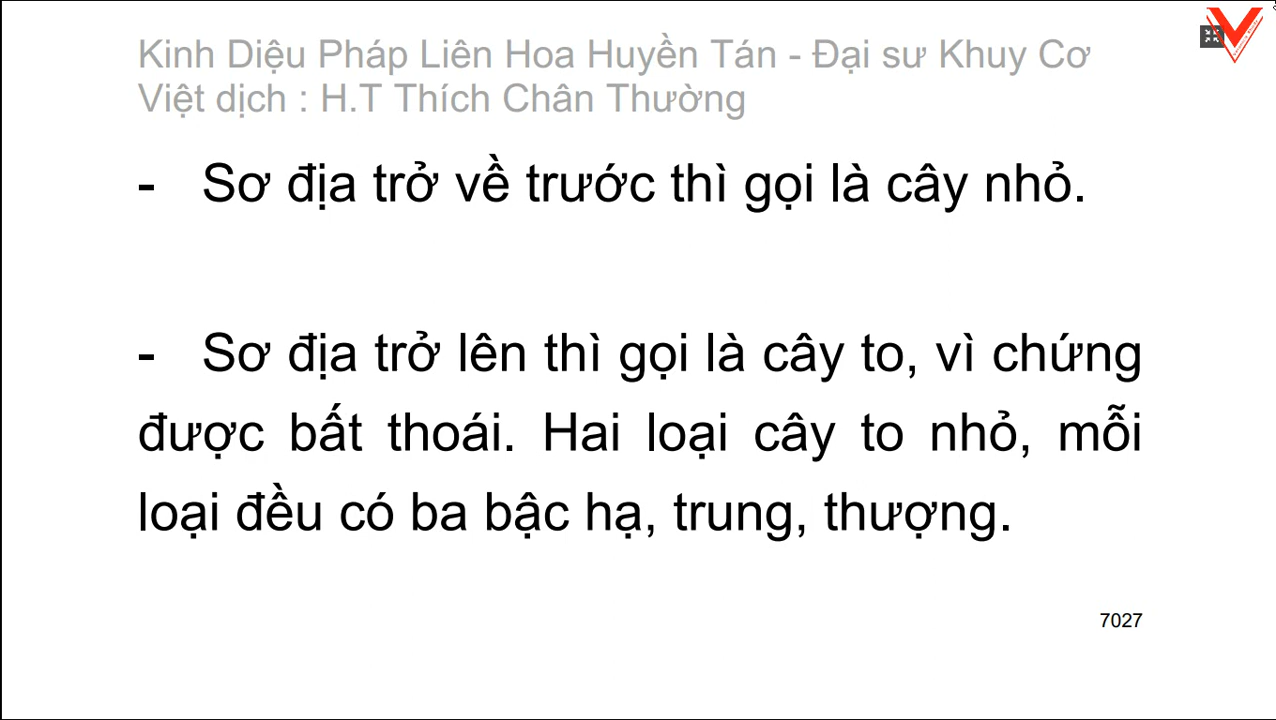 Kinh Diệu Pháp Liên Hoa Huyền Tán - Đại sư Khuy Cơ
Việt dịch : H.T Thích Chân Thường
- Sơ địa trở về trước thì gọi là cây nhỏ.
- Sơ địa trở lên thì gọi là cây to, vì chứng
được bất thoái. Hai loại cây to nhỏ, mỗi
loại đều có ba bậc hạ, trung, thượng.
7027